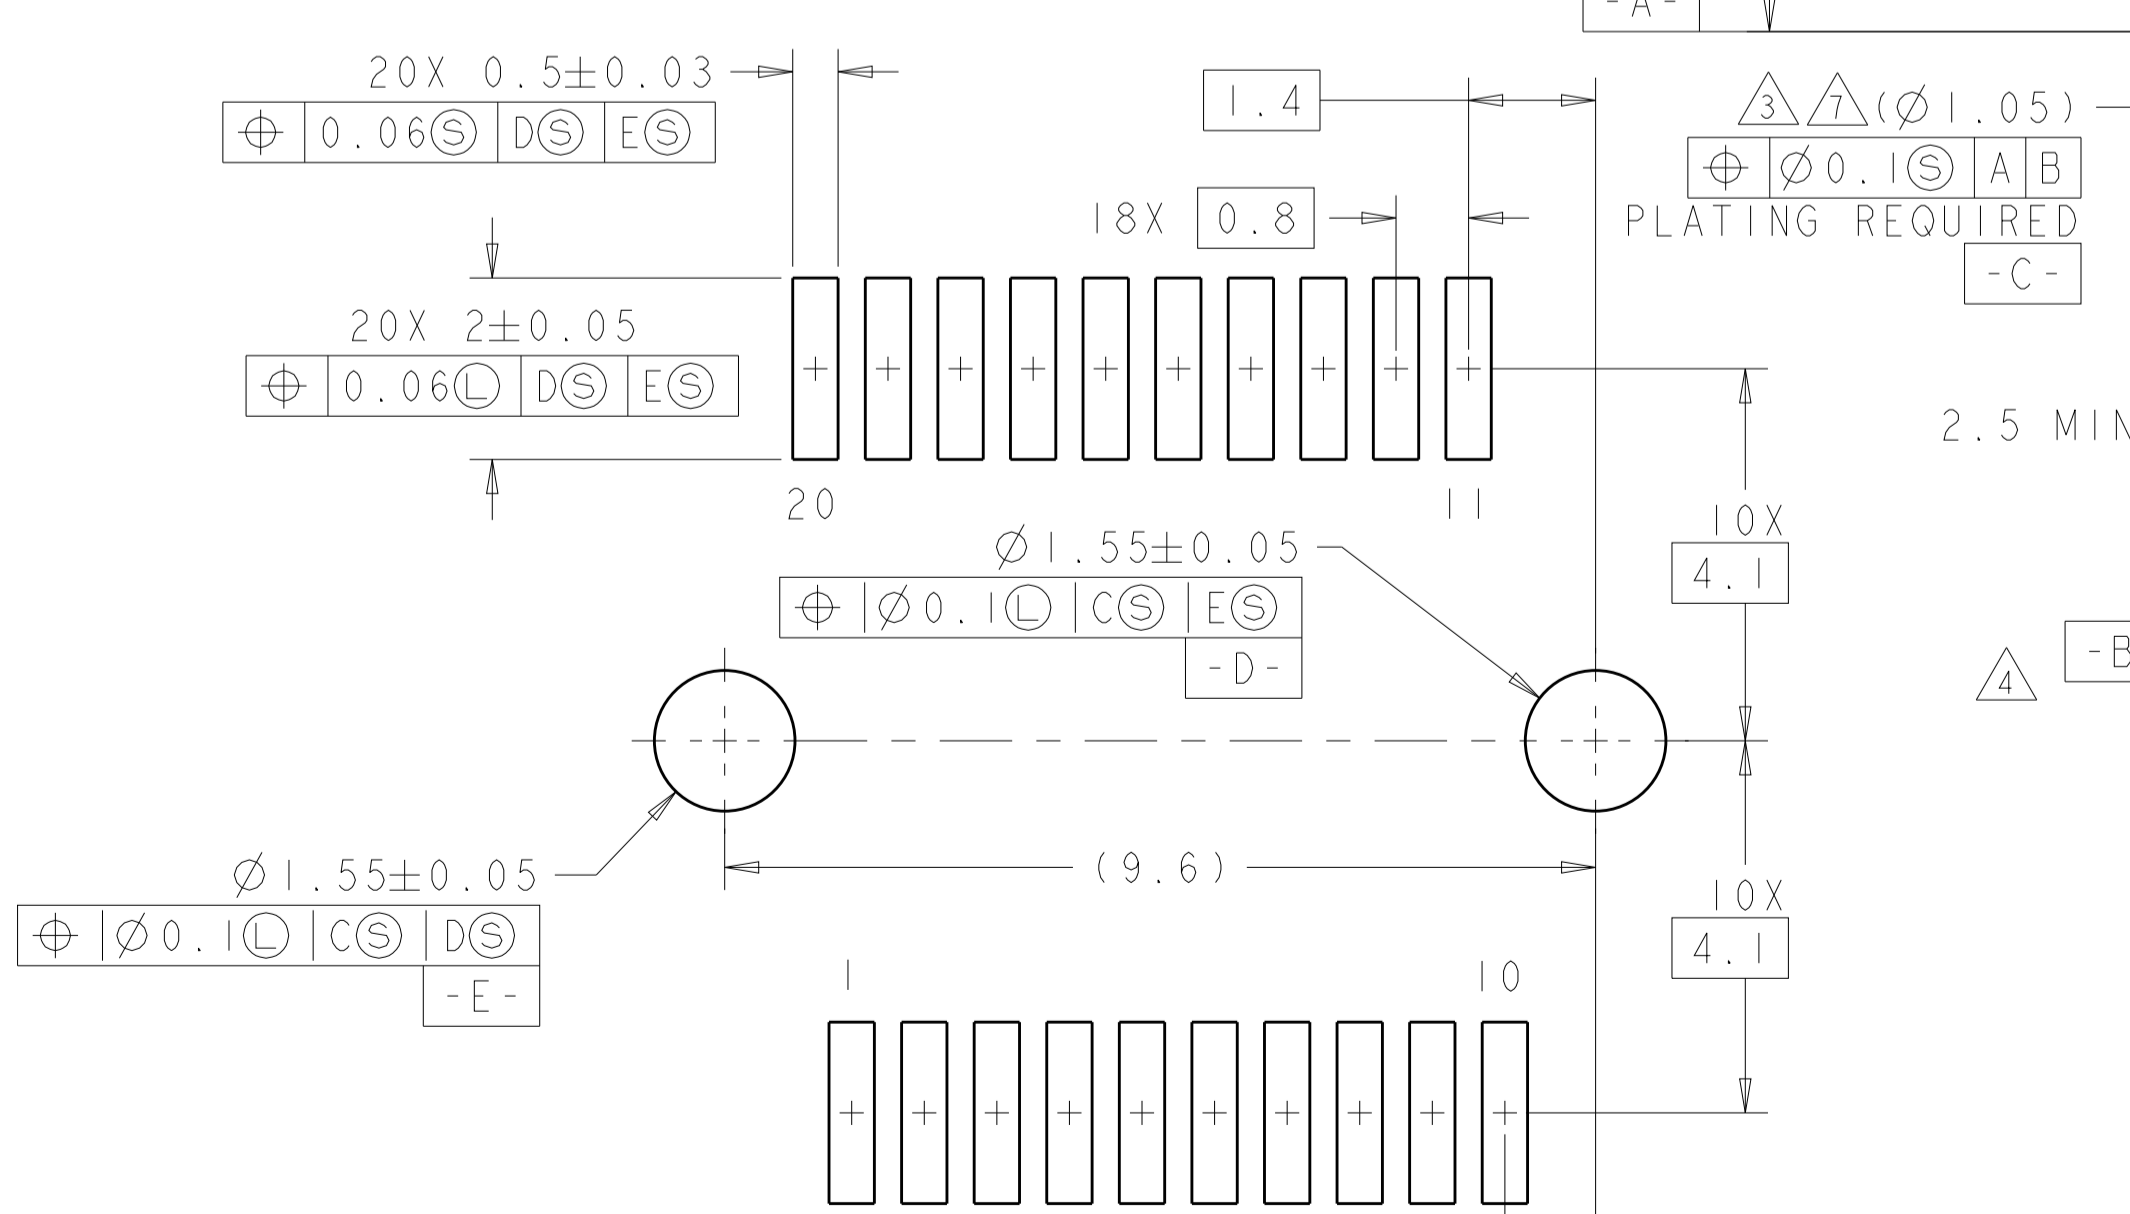 -A-
20X 0.5±0.03
⌖ 0.06Ⓢ DⓈ EⓈ
1.4
3 7 (Ø1.05)
⌖ Ø0.1Ⓢ A B
PLATING REQUIRED
-C-
18X 0.8
20X 2±0.05
⌖ 0.06Ⓛ DⓈ EⓈ
2.5 MIN
20
11
10X
4.1
Ø1.55±0.05
⌖ Ø0.1Ⓛ CⓈ EⓈ
-D-
4
-B
(9.6)
Ø1.55±0.05
⌖ Ø0.1Ⓛ CⓈ DⓈ
-E-
10X
4.1
1
10